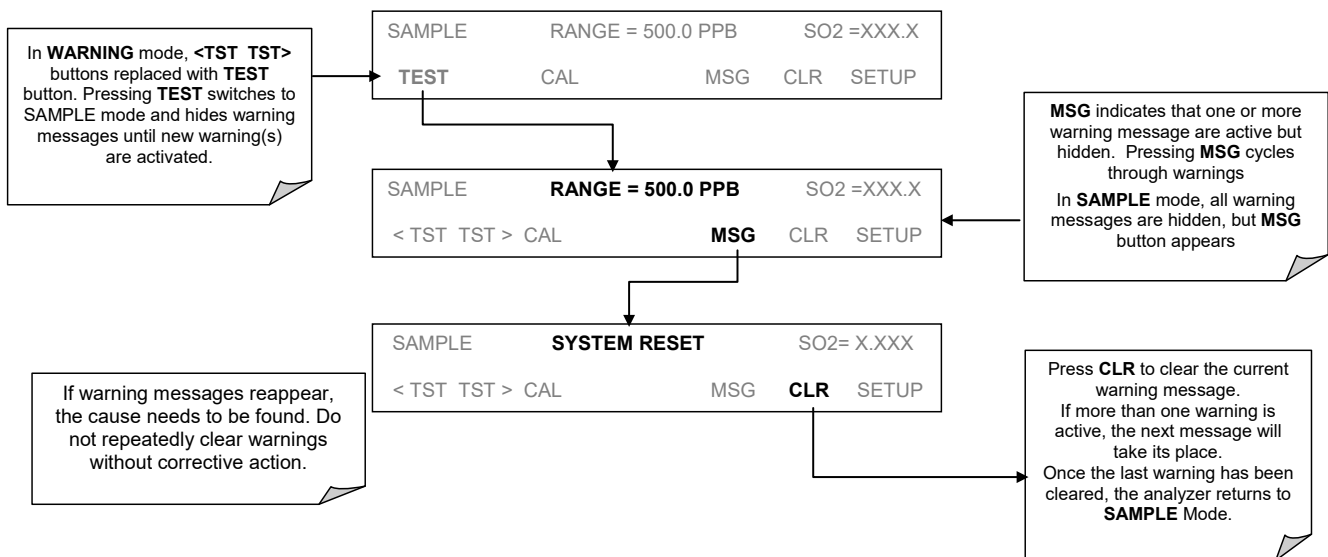 In WARNING mode, <TST TST>
buttons replaced with TEST
button. Pressing TEST switches to
SAMPLE mode and hides warning
messages until new warning(s)
are activated.
SAMPLE RANGE = 500.0 PPB SO2 =XXX.X
TEST CAL MSG CLR SETUP
MSG indicates that one or more
warning message are active but
hidden. Pressing MSG cycles
through warnings
In SAMPLE mode, all warning
messages are hidden, but MSG
button appears
SAMPLE RANGE = 500.0 PPB SO2 =XXX.X
< TST TST > CAL MSG CLR SETUP
SAMPLE SYSTEM RESET SO2= X.XXX
< TST TST > CAL MSG CLR SETUP
If warning messages reappear,
the cause needs to be found. Do
not repeatedly clear warnings
without corrective action.
Press CLR to clear the current
warning message.
If more than one warning is
active, the next message will
take its place.
Once the last warning has been
cleared, the analyzer returns to
SAMPLE Mode.